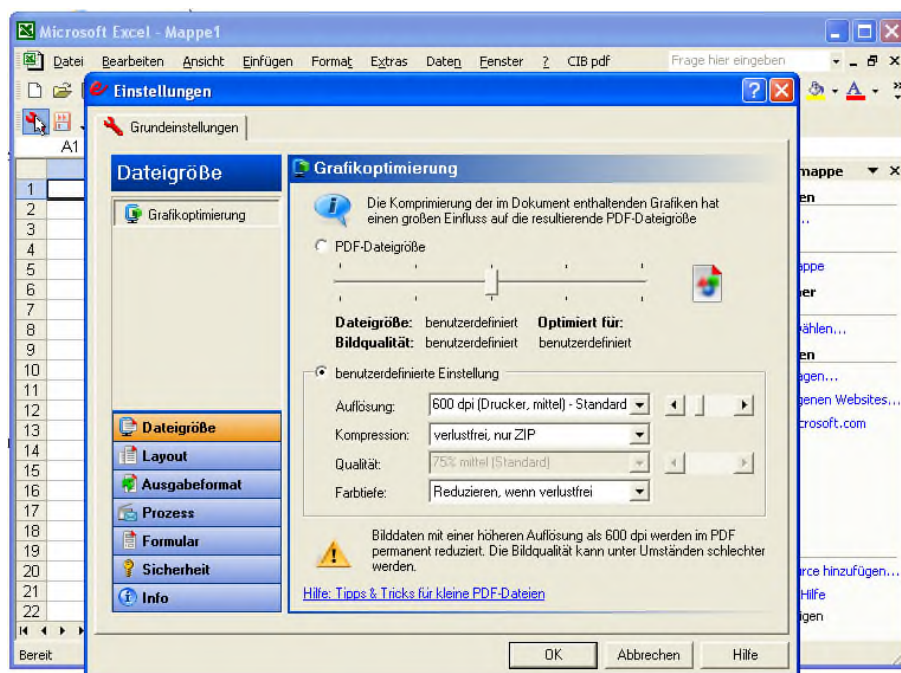 Microsoft Excel - Mappe1
Datei Bearbeiten Ansicht Einfügen Format Extras Daten Fenster ? CIB pdf Frage hier eingeben
Einstellungen
Grundeinstellungen
A1
Dateigröße
Grafikoptimierung
Grafikoptimierung
Die Komprimierung der im Dokument enthaltenden Grafiken hat
einen großen Einfluss auf die resultierende PDF-Dateigröße
PDF-Dateigröße
Dateigröße: benutzerdefiniert Optimiert für:
Bildqualität: benutzerdefiniert benutzerdefiniert
benutzerdefinierte Einstellung
Auflösung: 600 dpi (Drucker, mittel) - Standard
Kompression: verlustfrei, nur ZIP
Qualität: 75% mittel (Standard)
Farbtiefe: Reduzieren, wenn verlustfrei
Bilddaten mit einer höheren Auflösung als 600 dpi werden im PDF
permanent reduziert. Die Bildqualität kann unter Umständen schlechter
werden.
Hilfe: Tipps & Tricks für kleine PDF-Dateien
Dateigröße
Layout
Ausgabeformat
Prozess
Formular
Sicherheit
Info
OK Abbrechen Hilfe
1
2
3
4
5
6
7
8
9
10
11
12
13
14
15
16
17
18
19
20
21
22
mappe
en
appe
er
ählen...
en
agen...
genen Websites...
crosoft.com
rce hinzufügen...
Hilfe
igen
Bereit